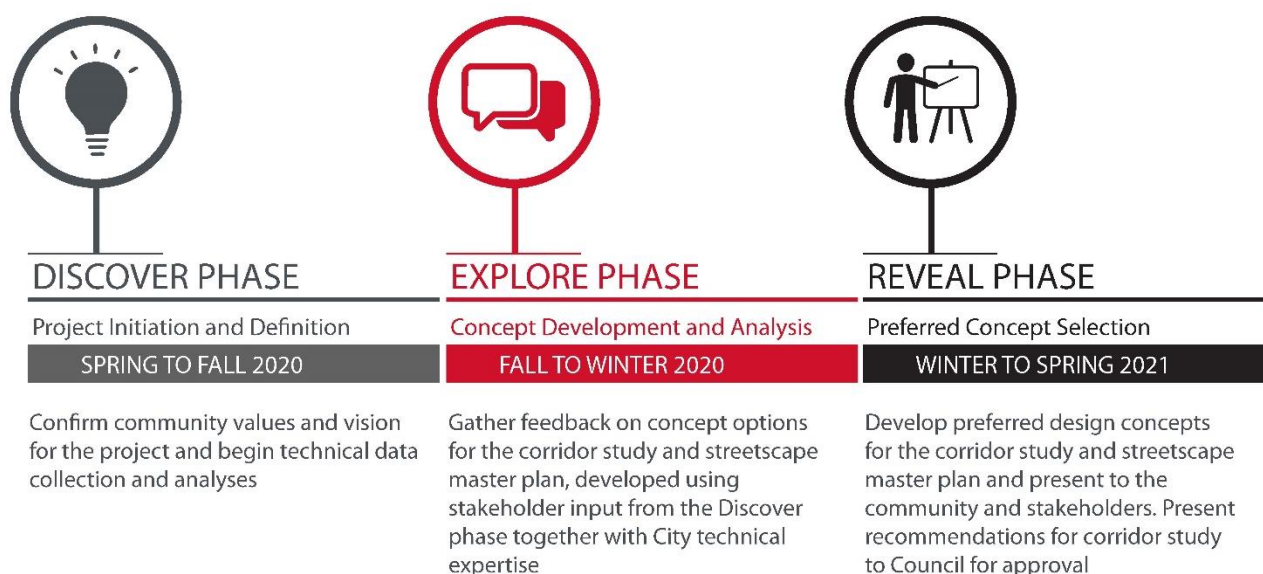 DISCOVER PHASE
Project Initiation and Definition
SPRING TO FALL 2020
Confirm community values and vision
for the project and begin technical data
collection and analyses
EXPLORE PHASE
Concept Development and Analysis
FALL TO WINTER 2020
Gather feedback on concept options
for the corridor study and streetscape
master plan, developed using
stakeholder input from the Discover
phase together with City technical
expertise
REVEAL PHASE
Preferred Concept Selection
WINTER TO SPRING 2021
Develop preferred design concepts
for the corridor study and streetscape
master plan and present to the
community and stakeholders. Present
recommendations for corridor study
to Council for approval